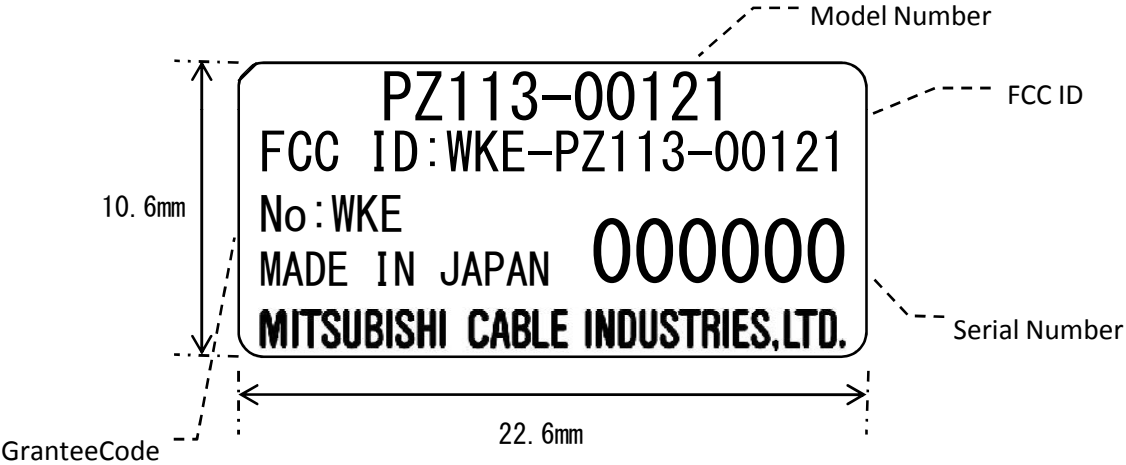 Model Number
PZ113-00121
FCC ID
FCC ID:WKE-PZ113-00121
10.6mm
No:WKE
000000
MADE IN JAPAN
MITSUBISHI CABLE INDUSTRIES,LTD.
Serial Number
22.6mm
GranteeCode